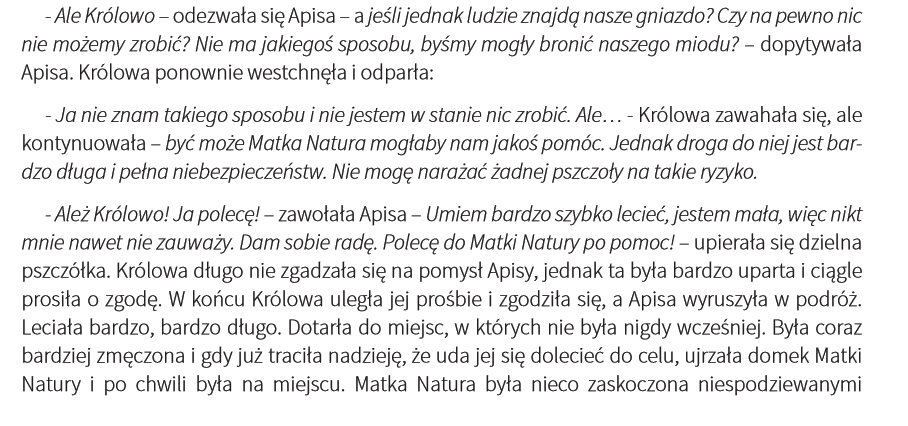 - Ale Królowo – odezwała się Apisa – a jeśli jednak ludzie znajdą nasze gniazdo? Czy na pewno nic
nie możemy zrobić? Nie ma jakiegoś sposobu, byśmy mogły bronić naszego miodu? – dopytywała
Apisa. Królowa ponownie westchnęła i odparła:
- Ja nie znam takiego sposobu i nie jestem w stanie nic zrobić. Ale… - Królowa zawahała się, ale
kontynuowała – być może Matka Natura mogłaby nam jakoś pomóc. Jednak droga do niej jest bar-
dzo długa i pełna niebezpieczeństw. Nie mogę narażać żadnej pszczoły na takie ryzyko.
- Ależ Królowo! Ja polecę! – zawołała Apisa – Umiem bardzo szybko lecieć, jestem mała, więc nikt
mnie nawet nie zauważy. Dam sobie radę. Polecę do Matki Natury po pomoc! – upierała się dzielna
pszczółka. Królowa długo nie zgadzała się na pomysł Apisy, jednak ta była bardzo uparta i ciągle
prosiła o zgodę. W końcu Królowa uległa jej prośbie i zgodziła się, a Apisa wyruszyła w podróż.
Leciała bardzo, bardzo długo. Dotarła do miejsc, w których nie była nigdy wcześniej. Była coraz
bardziej zmęczona i gdy już traciła nadzieję, że uda jej się dolecieć do celu, ujrzała domek Matki
Natury i po chwili była na miejscu. Matka Natura była nieco zaskoczona niespodziewanymi